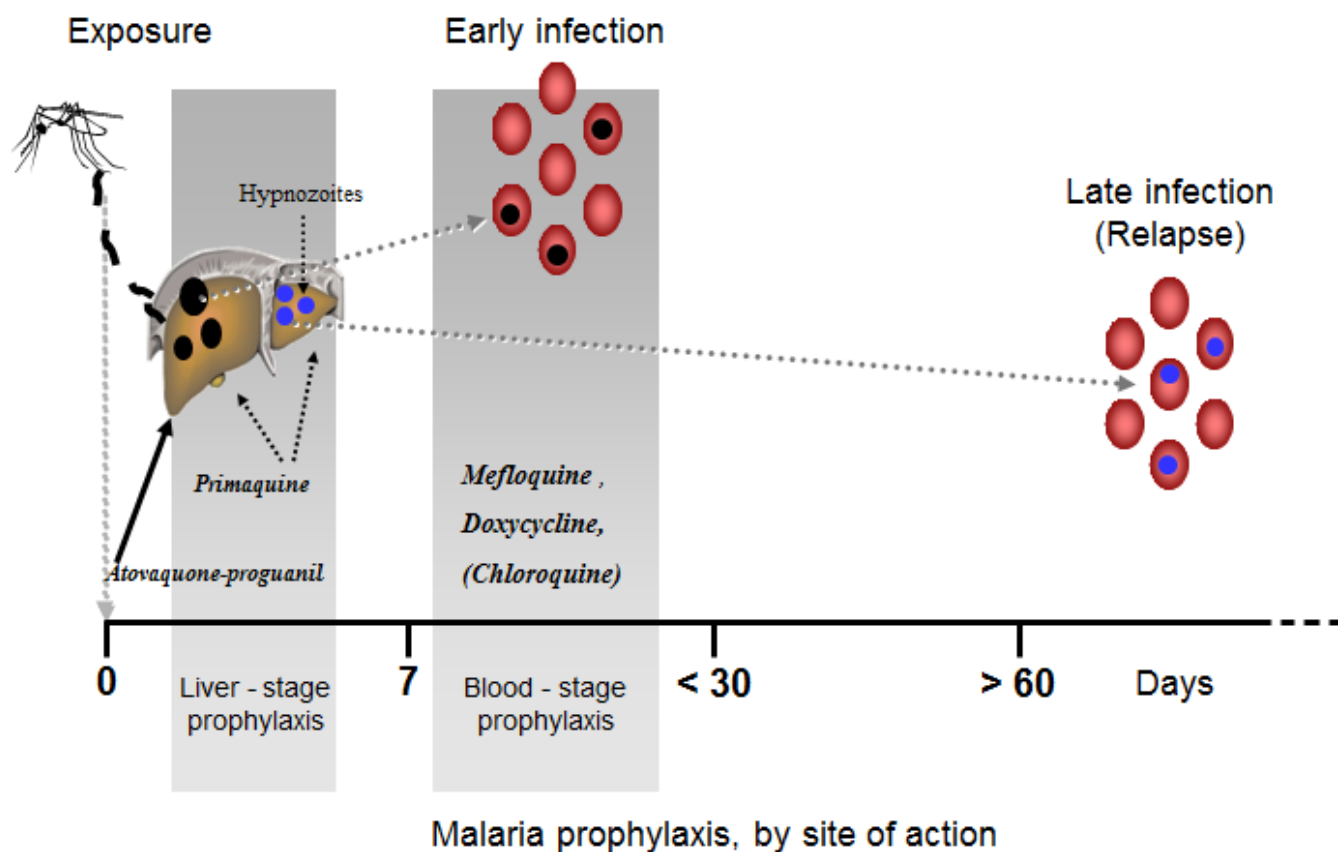 Exposure
Early infection
Hypnozoites
Late infection
(Relapse)
Primaquine
Mefloquine ,
Doxycycline,
(Chloroquine)
Atovaquone-proguanil
0
7
< 30
> 60
Days
Liver - stage
prophylaxis
Blood - stage
prophylaxis
Malaria prophylaxis, by site of action